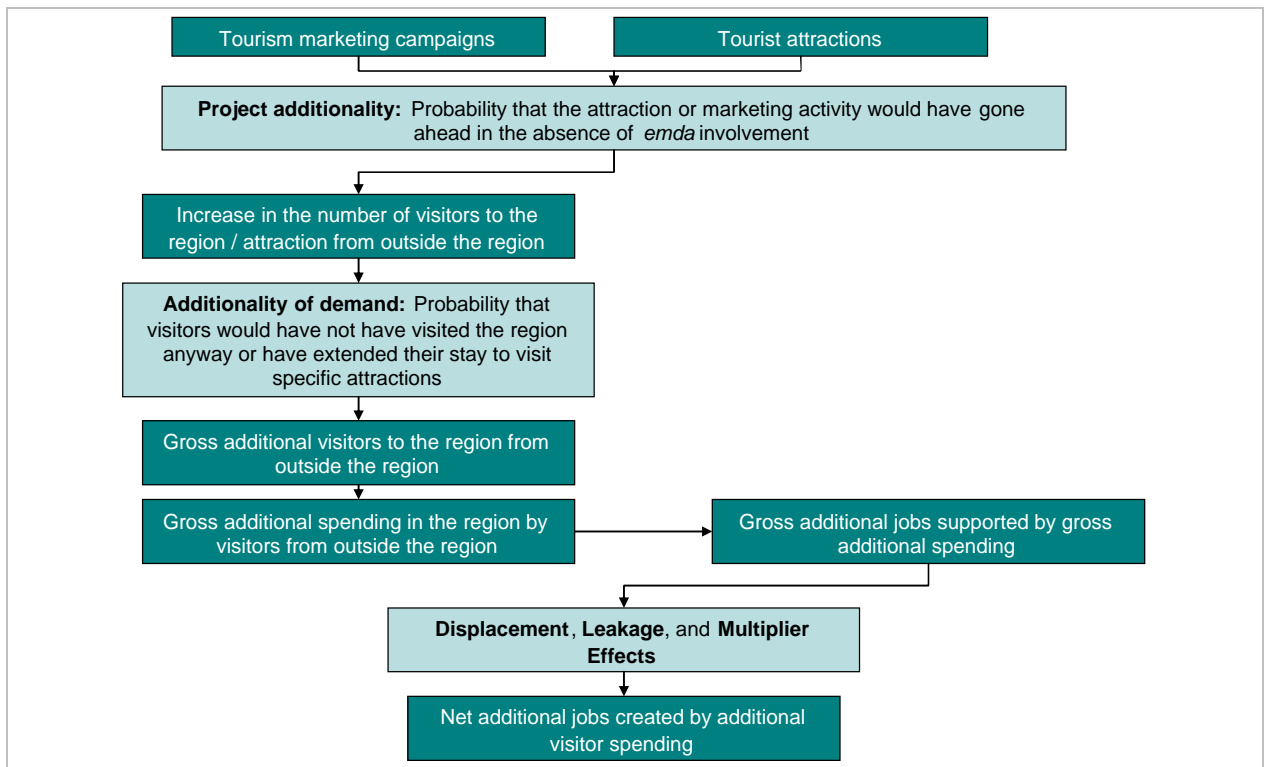 Tourism marketing campaigns
Tourist attractions
Project additionality: Probability that the attraction or marketing activity would have gone
ahead in the absence of emda involvement
Increase in the number of visitors to the
region / attraction from outside the region
Additionality of demand: Probability that
visitors would have not have visited the region
anyway or have extended their stay to visit
specific attractions
Gross additional visitors to the region from
outside the region
Gross additional spending in the region by
visitors from outside the region
Gross additional jobs supported by gross
additional spending
Displacement, Leakage, and Multiplier
Effects
Net additional jobs created by additional
visitor spending